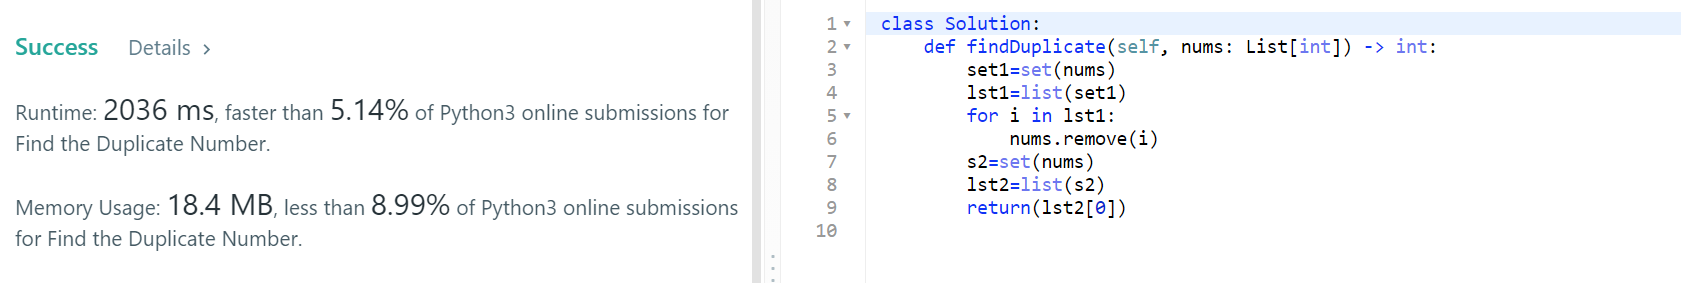 Success Details >
Runtime: 2036 ms, faster than 5.14% of Python3 online submissions for
Find the Duplicate Number.
Memory Usage: 18.4 MB, less than 8.99% of Python3 online submissions
for Find the Duplicate Number.
1 class Solution:
2     def findDuplicate(self, nums: List[int]) -> int:
3         set1=set(nums)
4         lst1=list(set1)
5         for i in lst1:
6             nums.remove(i)
7         s2=set(nums)
8         lst2=list(s2)
9         return(lst2[0])
10